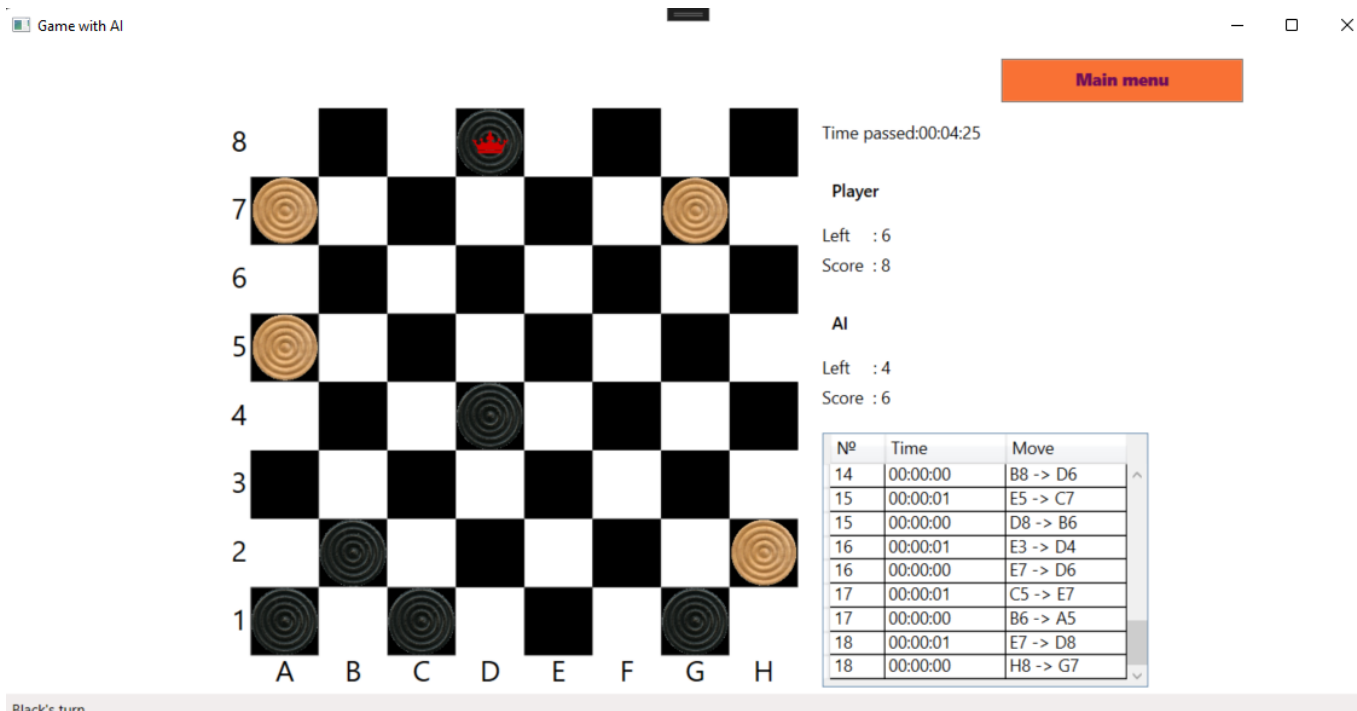 Game with AI
Main menu
8
7
6
5
4
3
2
1
A B C D E F G H
Time passed:00:04:25
Player
Left : 6
Score : 8
AI
Left : 4
Score : 6
Nº Time Move
14 00:00:00 B8 -> D6
15 00:00:01 E5 -> C7
15 00:00:00 D8 -> B6
16 00:00:01 E3 -> D4
16 00:00:00 E7 -> D6
17 00:00:01 C5 -> E7
17 00:00:00 B6 -> A5
18 00:00:01 E7 -> D8
18 00:00:00 H8 -> G7
Black's turn